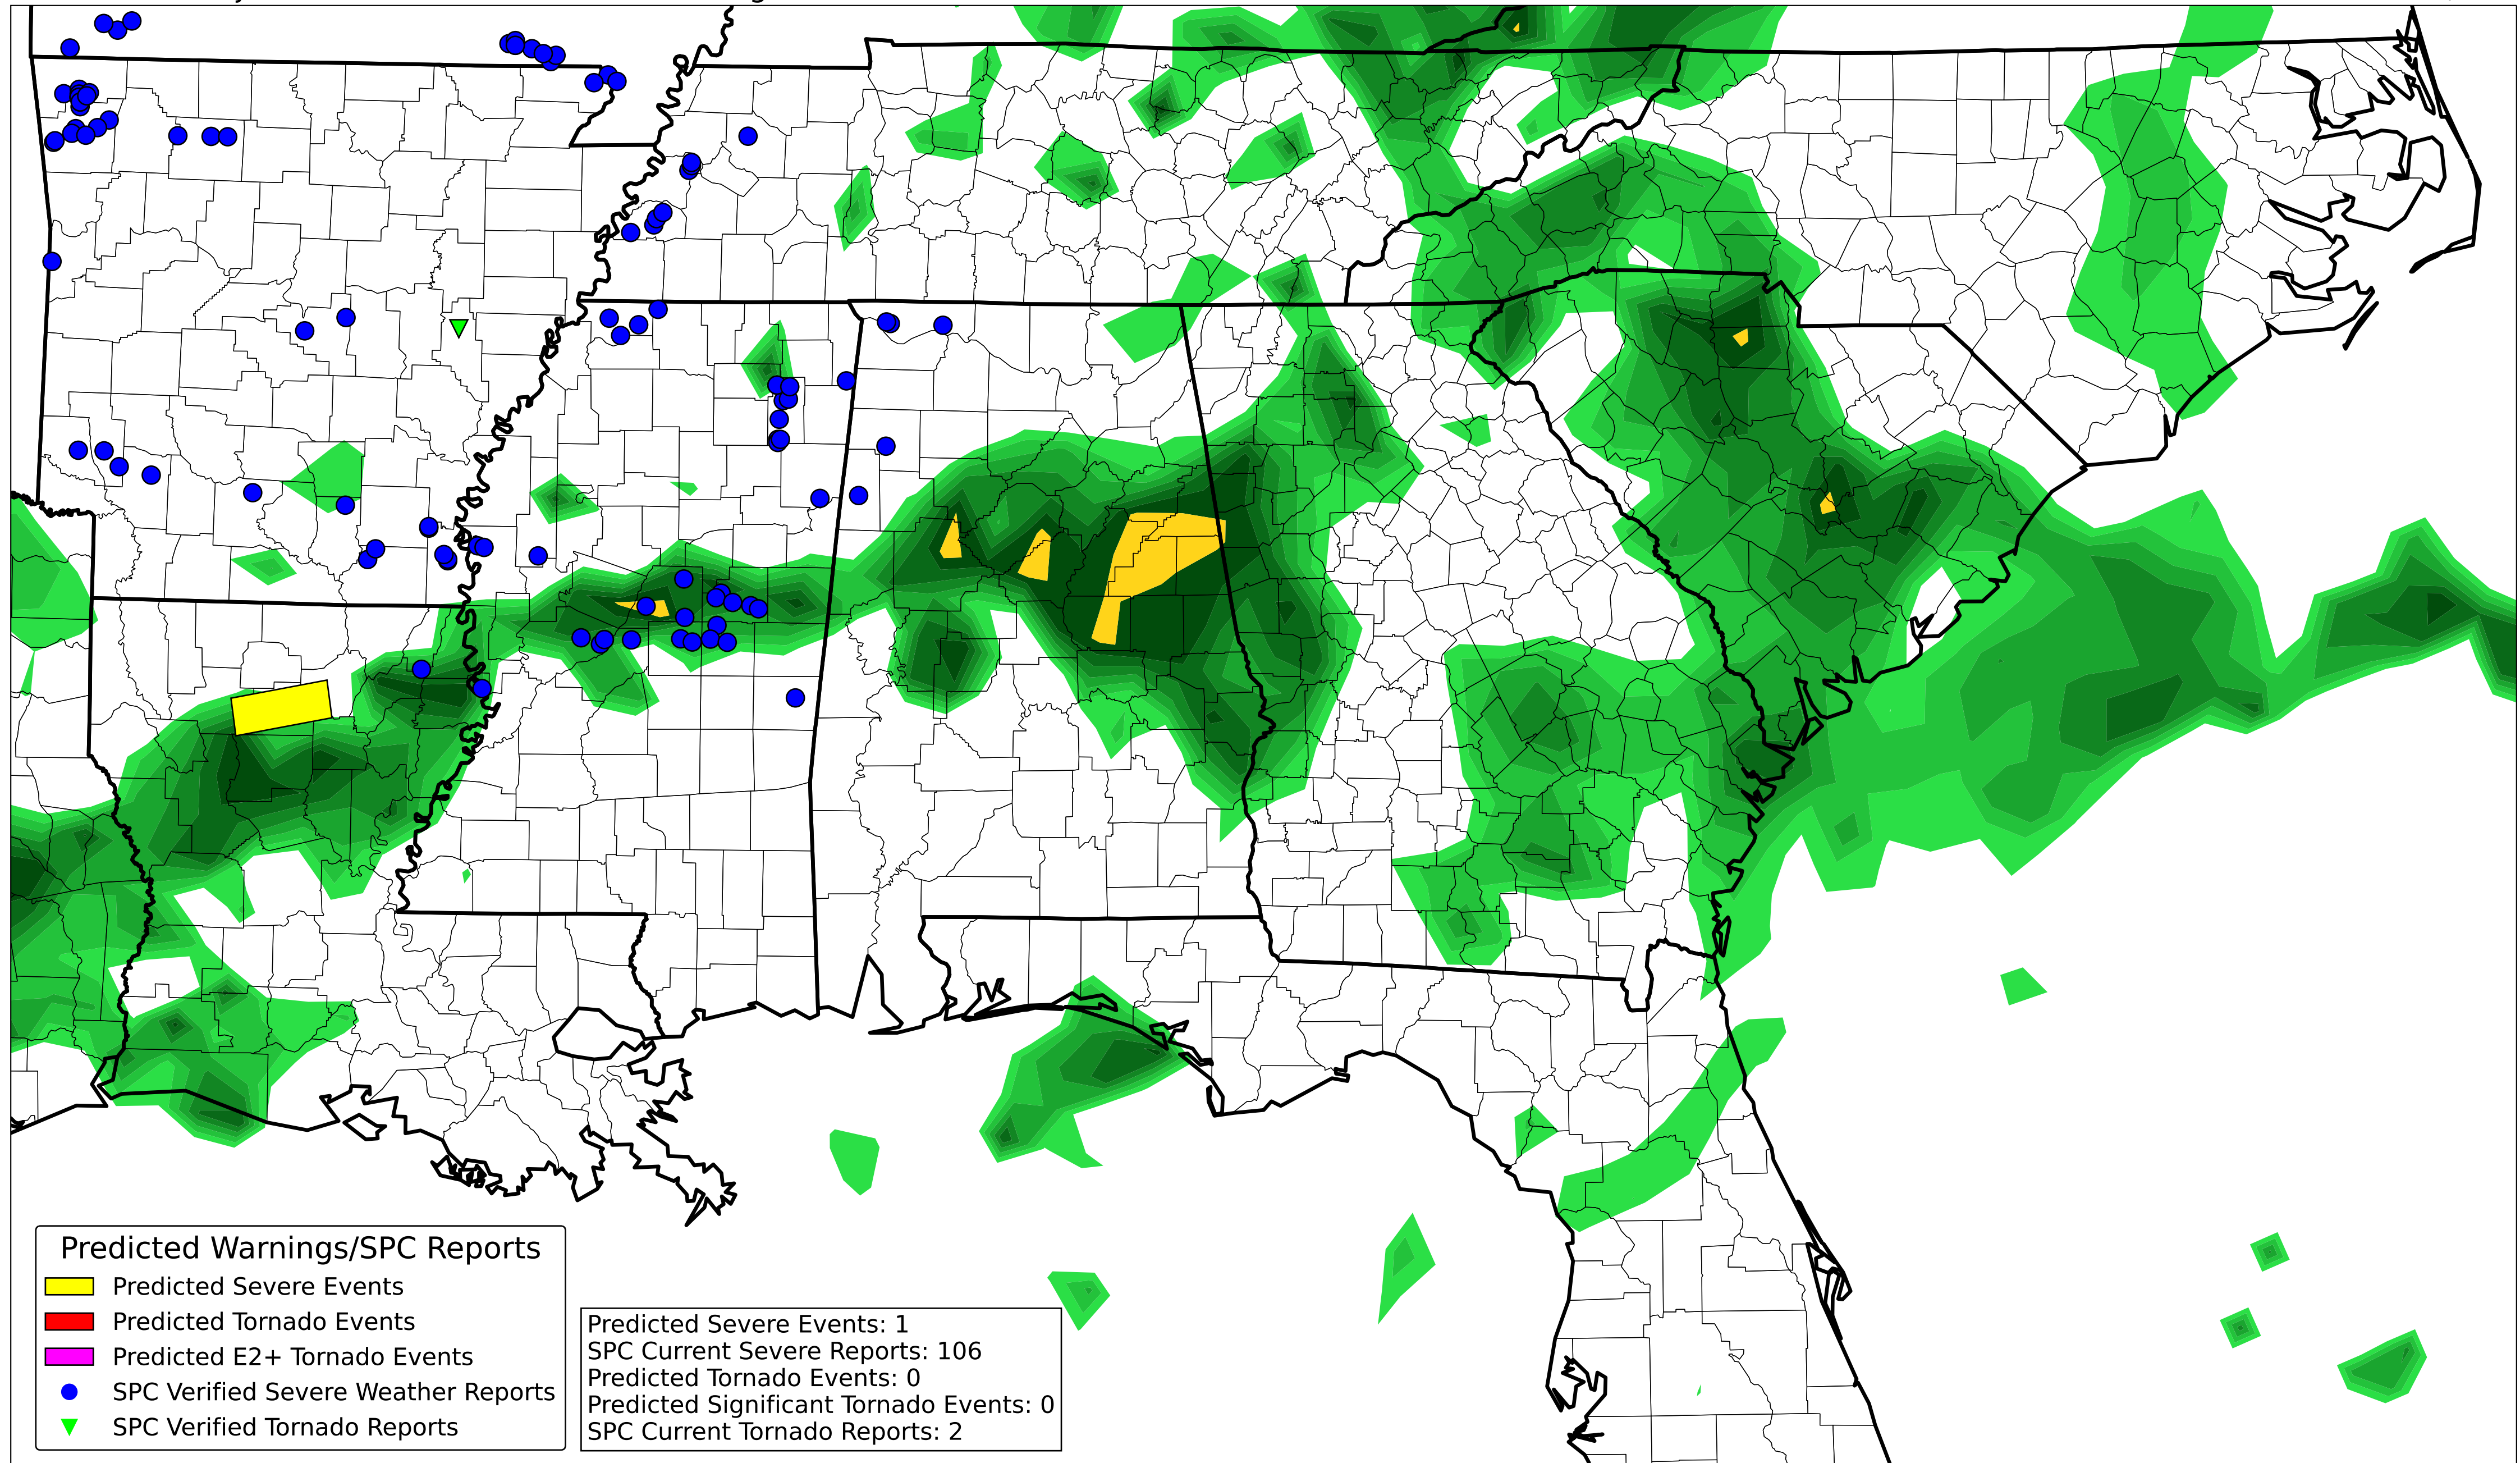 Predicted Warnings/SPC Reports
Predicted Severe Events
Predicted Tornado Events
Predicted E2+ Tornado Events
SPC Verified Severe Weather Reports
SPC Verified Tornado Reports
Predicted Severe Events: 1
SPC Current Severe Reports: 106
Predicted Tornado Events: 0
Predicted Significant Tornado Events: 0
SPC Current Tornado Reports: 2